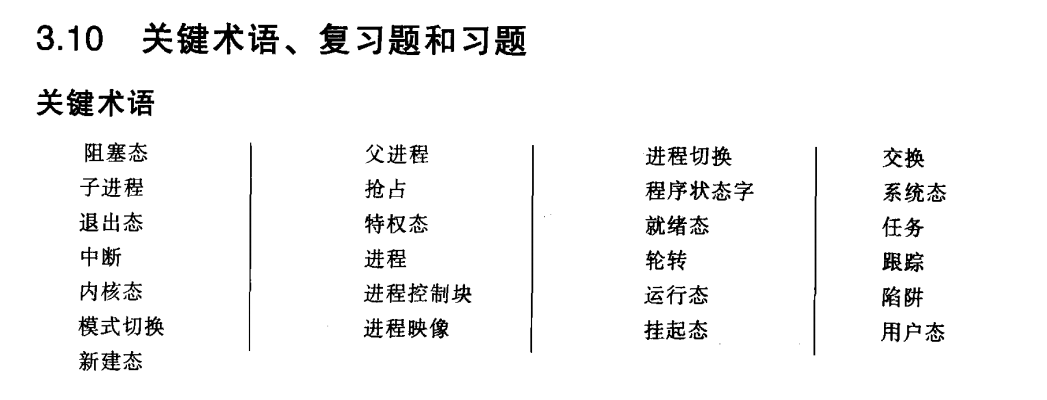 3.10 关键术语、复习题和习题
关键术语
阻塞态
子进程
退出态
中断
内核态
模式切换
新建态
父进程
抢占
特权态
进程
进程控制块
进程映像
进程切换
程序状态字
就绪态
轮转
运行态
挂起态
交换
系统态
任务
跟踪
陷阱
用户态